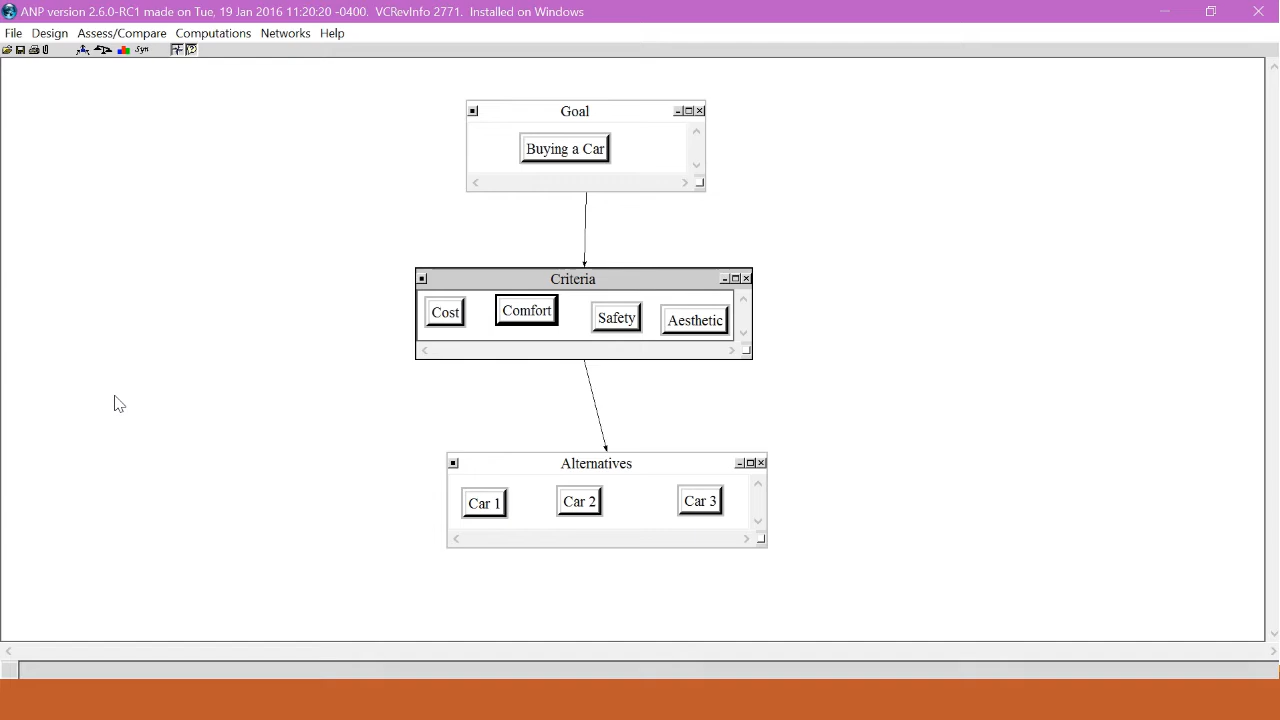 ANP version 2.6.0-RC1 made on Tue, 19 Jan 2016 11:20:20 -0400. VCRevInfo 2771. Installed on Windows
File Design Assess/Compare Computations Networks Help
Syn
Goal
Buying a Car
Criteria
Cost Comfort Safety Aesthetic
Alternatives
Car 1 Car 2 Car 3